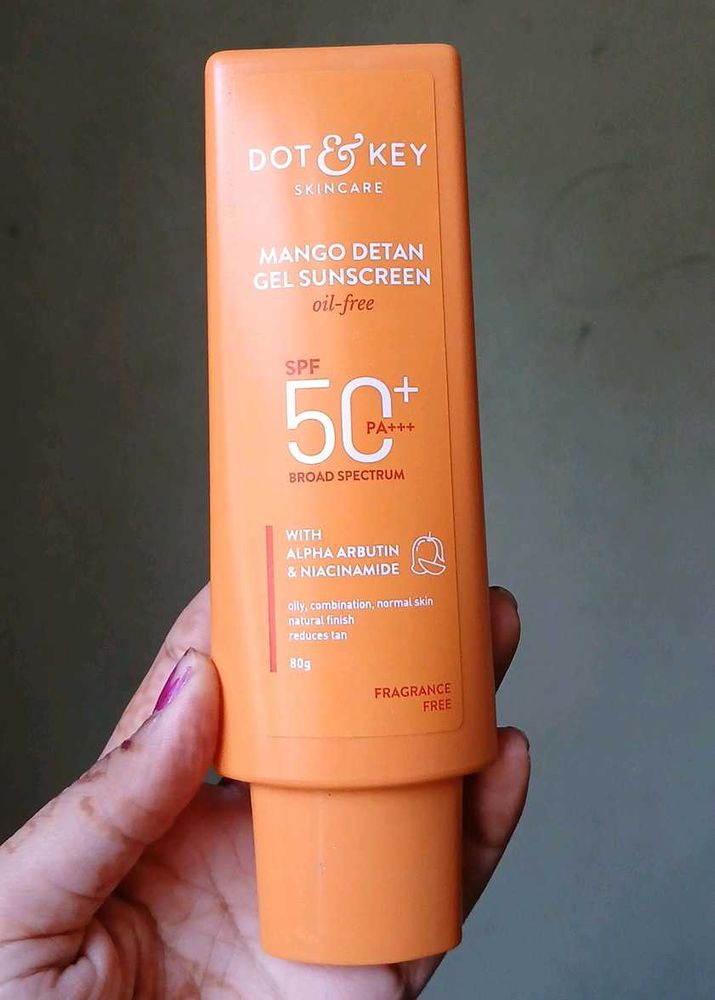 DOT & KEY
SKINCARE
MANGO DETAN
GEL SUNSCREEN
oil-free
SPF
50+
PA+++
BROAD SPECTRUM
WITH
ALPHA ARBUTIN
& NIACINAMIDE
oily, combination, normal skin
natural finish
reduces tan
80g
FRAGRANCE
FREE